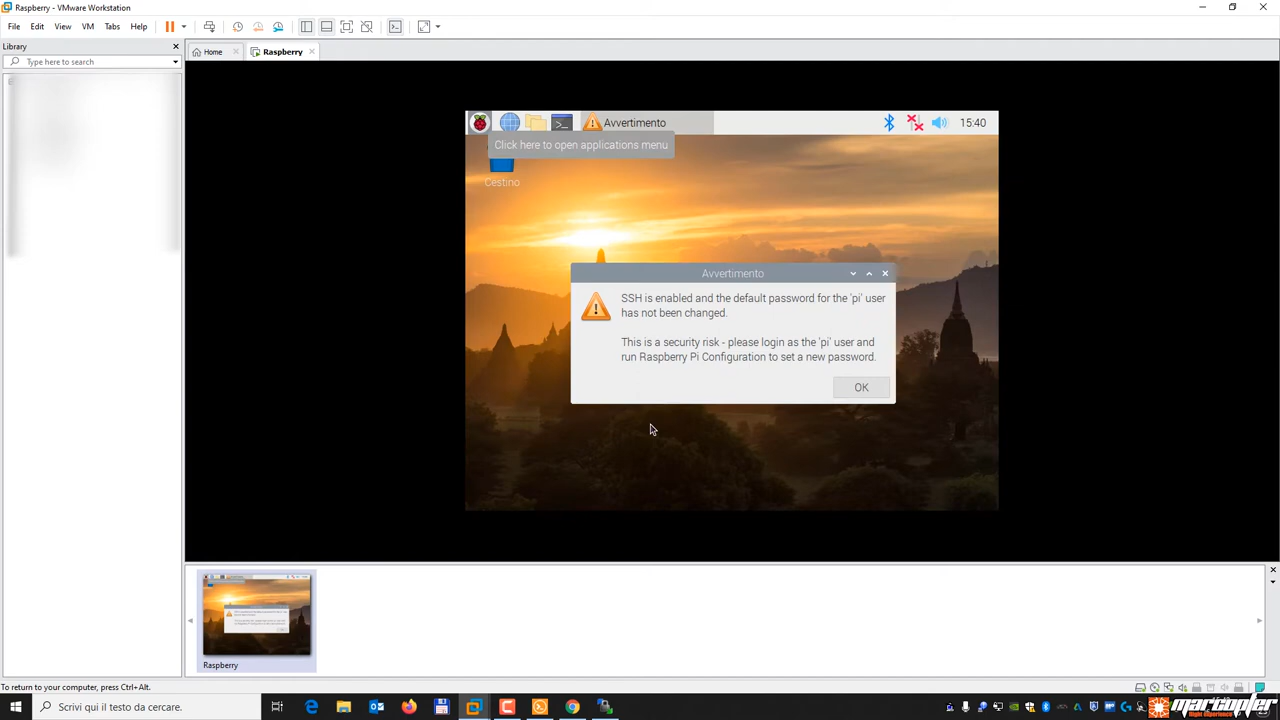 Raspberry - VMware Workstation
File Edit View VM Tabs Help
Library
Type here to search
Home
Raspberry
Avvertimento
15:40
Click here to open applications menu
Cestino
Avvertimento
SSH is enabled and the default password for the 'pi' user
has not been changed.
This is a security risk - please login as the 'pi' user and
run Raspberry Pi Configuration to set a new password.
OK
Raspberry
To return to your computer, press Ctrl+Alt.
Scrivi qui il testo da cercare.
marcopter